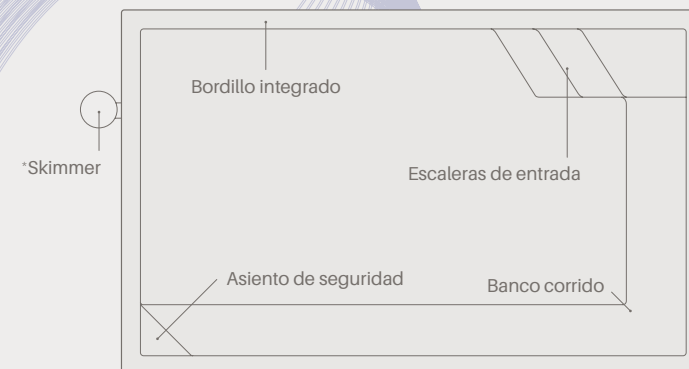 Bordillo integrado
*Skimmer
Escaleras de entrada
Asiento de seguridad
Banco corrido